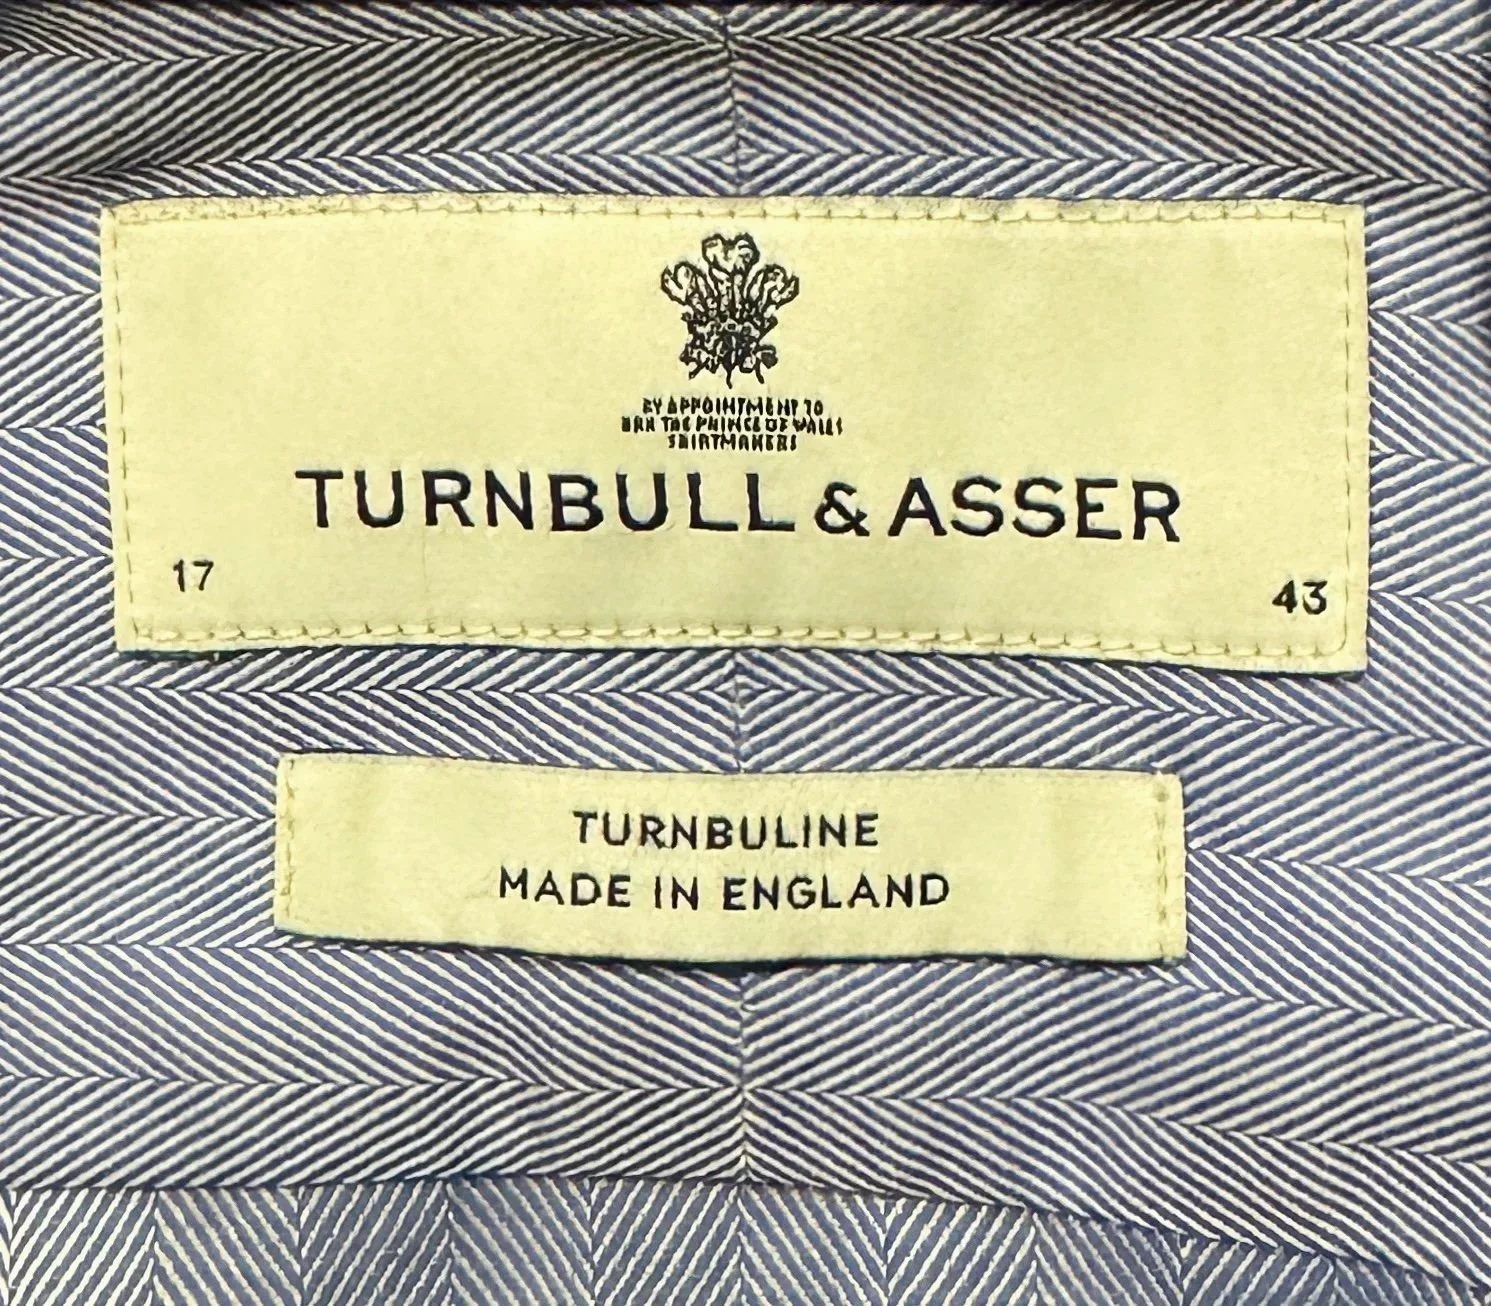 BY APPOINTMENT TO
HRH THE PRINCE OF WALES
SHIRTMAKERS
TURNBULL & ASSER
17 43
TURNBULINE
MADE IN ENGLAND